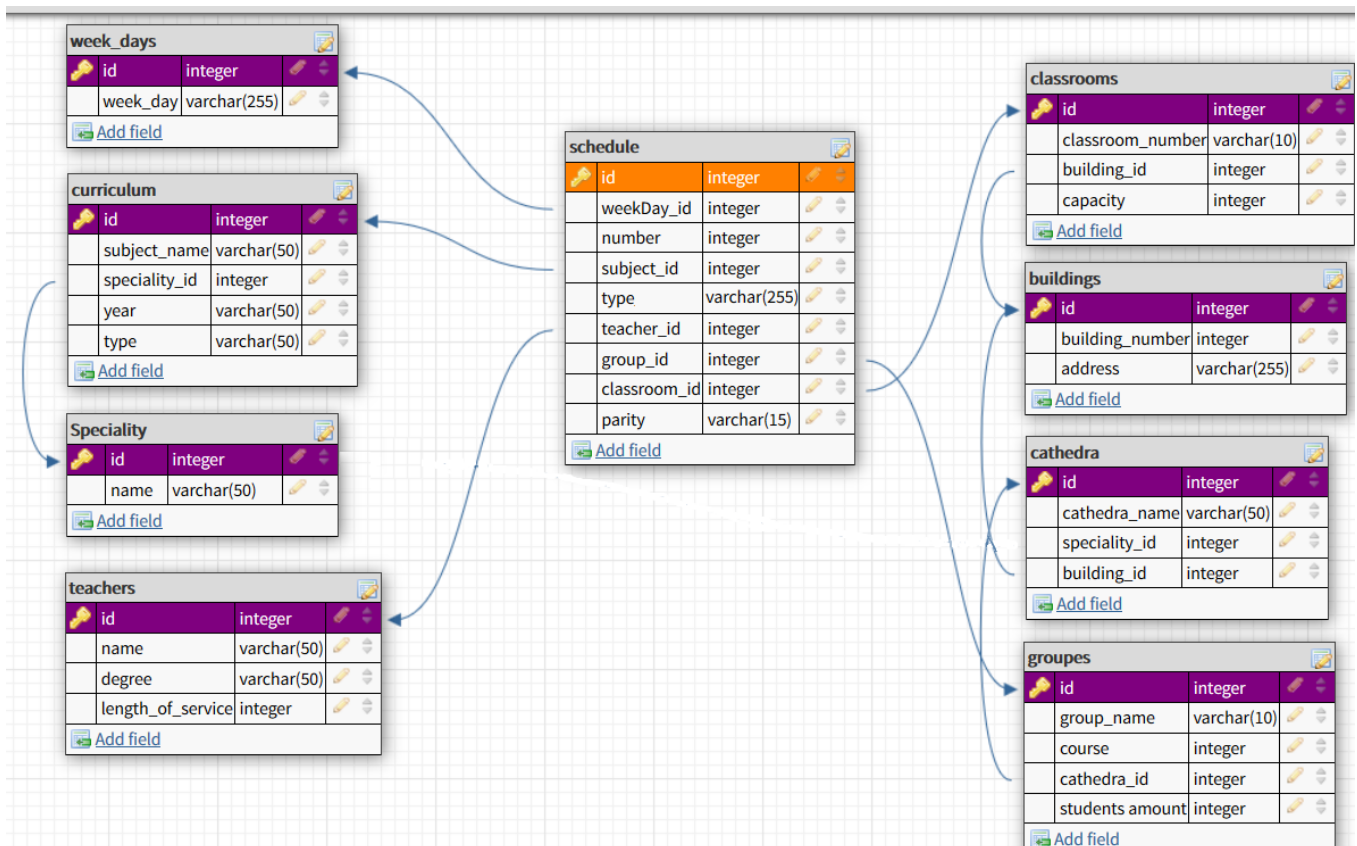 week_days
id integer
week_day varchar(255)
Add field
curriculum
id integer
subject_name varchar(50)
speciality_id integer
year varchar(50)
type varchar(50)
Add field
Speciality
id integer
name varchar(50)
Add field
teachers
id integer
name varchar(50)
degree varchar(50)
length_of_service integer
Add field
schedule
id integer
weekDay_id integer
number integer
subject_id integer
type varchar(255)
teacher_id integer
group_id integer
classroom_id integer
parity varchar(15)
Add field
classrooms
id integer
classroom_number varchar(10)
building_id integer
capacity integer
Add field
buildings
id integer
building_number integer
address varchar(255)
Add field
cathedra
id integer
cathedra_name varchar(50)
speciality_id integer
building_id integer
Add field
groupes
id integer
group_name varchar(10)
course integer
cathedra_id integer
students amount integer
Add field